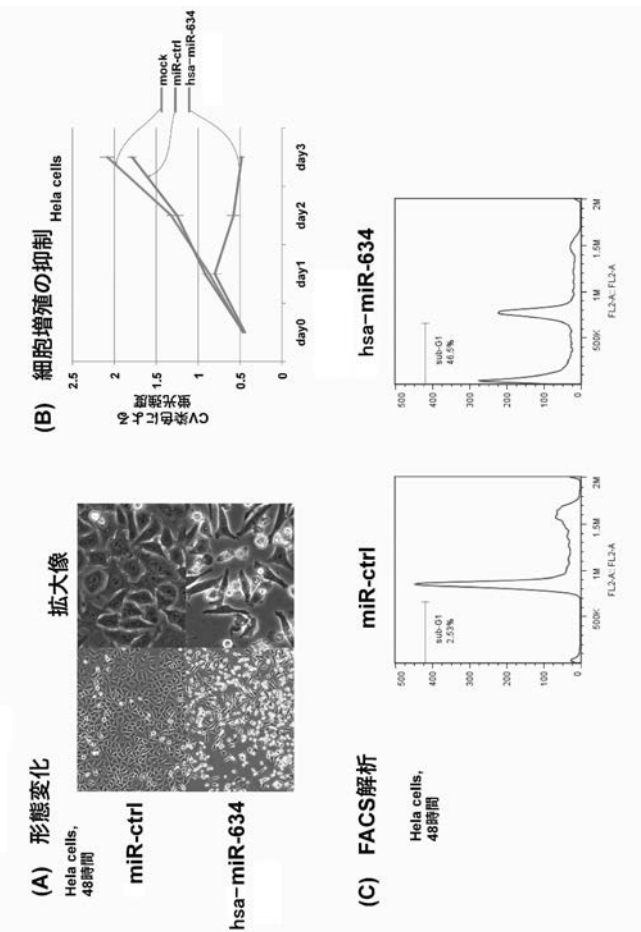 (A) 形態変化
Hela cells,
48時間
拡大像
miR-ctrl
hsa-miR-634
(B) 細胞増殖の抑制
Hela cells
CV染色による
蛍光強度
2.5
2
1.5
1
0.5
0
day0 day1 day2 day3
mock
miR-ctrl
hsa-miR-634
(C) FACS解析
Hela cells,
48時間
miR-ctrl
500
400
300
200
100
0
sub-G1
2.53%
500K 1M 1.5M 2M
FL2-A:: FL2-A
hsa-miR-634
500
400
300
200
100
0
sub-G1
46.5%
500K 1M 1.5M 2M
FL2-A:: FL2-A